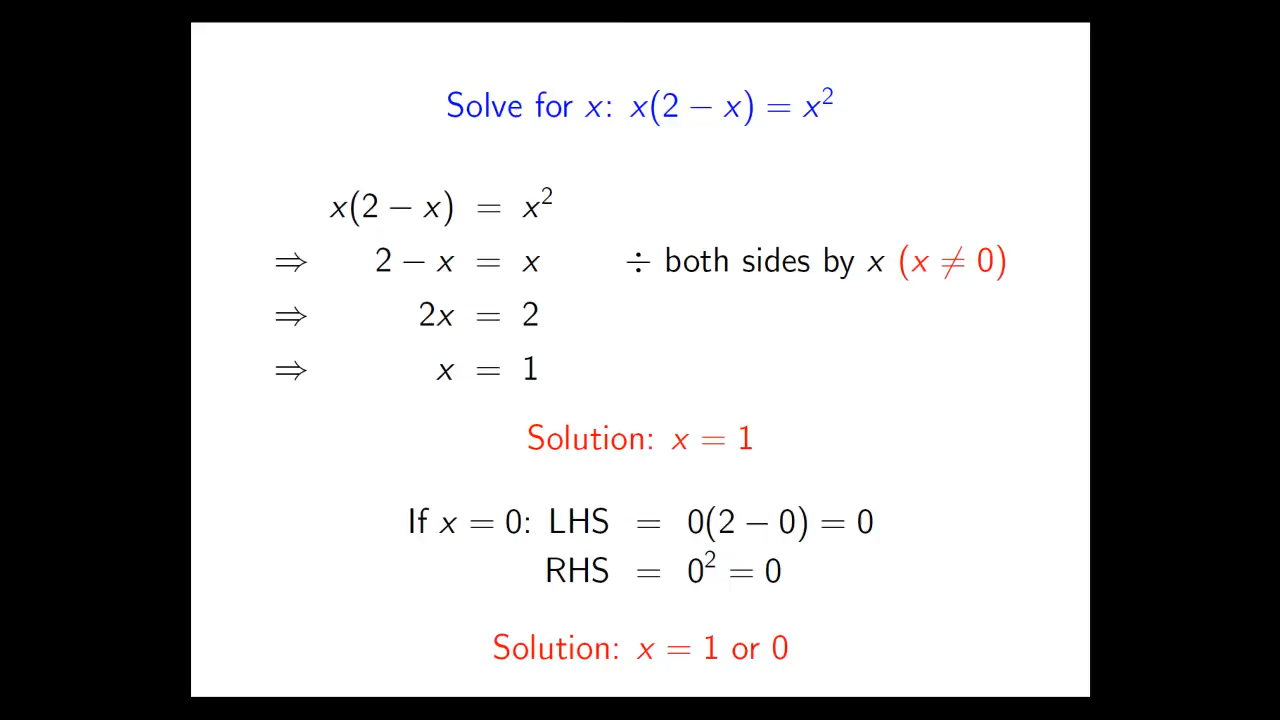 Solve for x: x(2 − x) = x²
x(2 − x) = x²
⇒ 2 − x = x ÷ both sides by x (x ≠ 0)
⇒ 2x = 2
⇒ x = 1
Solution: x = 1
If x = 0: LHS = 0(2 − 0) = 0
RHS = 0² = 0
Solution: x = 1 or 0